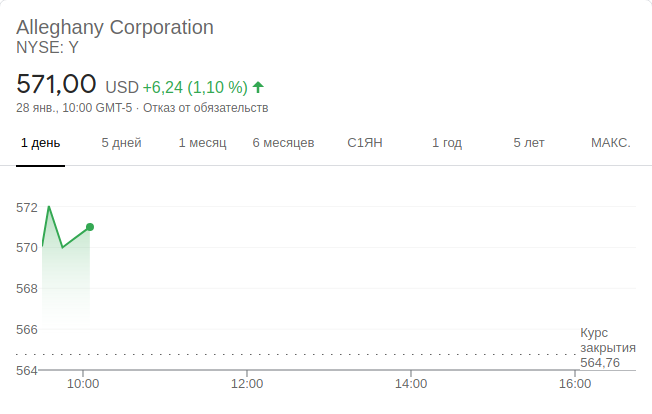 Alleghany Corporation
NYSE: Y
571,00 USD +6,24 (1,10 %)
28 янв., 10:00 GMT-5 · Отказ от обязательств
1 день 5 дней 1 месяц 6 месяцев С1ЯН 1 год 5 лет МАКС.
572
570
568
566
Курс
закрытия
564,76
564
10:00 12:00 14:00 16:00